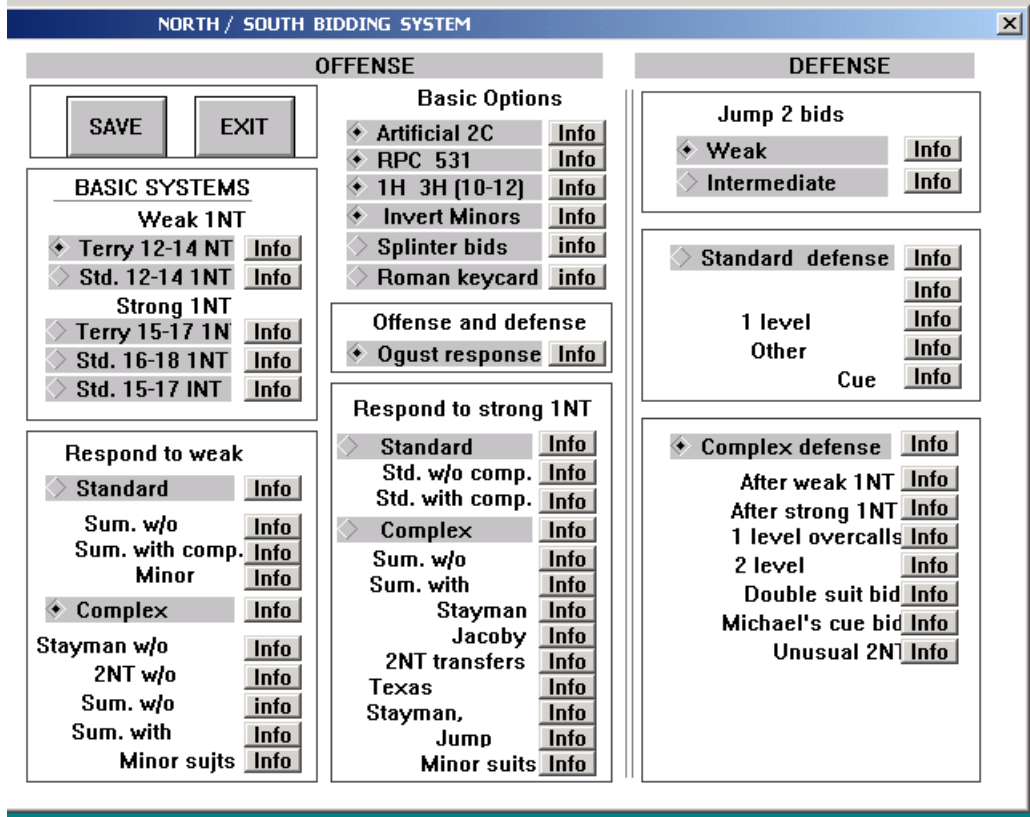 NORTH / SOUTH BIDDING SYSTEM
OFFENSE
SAVE EXIT
BASIC SYSTEMS
Weak 1NT
Terry 12-14 NT Info
Std. 12-14 1NT Info
Strong 1NT
Terry 15-17 1N Info
Std. 16-18 1NT Info
Std. 15-17 INT Info
Respond to weak
Standard Info
Sum. w/o Info
Sum. with comp. Info
Minor Info
Complex Info
Stayman w/o Info
2NT w/o Info
Sum. w/o info
Sum. with Info
Minor sujts Info
Basic Options
Artificial 2C Info
RPC 531 Info
1H 3H (10-12) Info
Invert Minors Info
Splinter bids info
Roman keycard info
Offense and defense
Ogust response Info
Respond to strong 1NT
Standard Info
Std. w/o comp. Info
Std. with comp. Info
Complex Info
Sum. w/o Info
Sum. with Info
Stayman Info
Jacoby Info
2NT transfers Info
Texas Info
Stayman, Info
Jump Info
Minor suits Info
DEFENSE
Jump 2 bids
Weak Info
Intermediate Info
Standard defense Info
Info
1 level Info
Other Info
Cue Info
Complex defense Info
After weak 1NT Info
After strong 1NT Info
1 level overcalls Info
2 level Info
Double suit bid Info
Michael's cue bid Info
Unusual 2NT Info